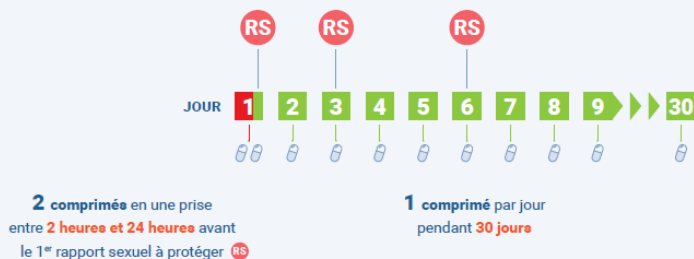 RS RS RS
JOUR 1 2 3 4 5 6 7 8 9 30
2 comprimés en une prise
entre 2 heures et 24 heures avant
le 1er rapport sexuel à protéger RS
1 comprimé par jour
pendant 30 jours